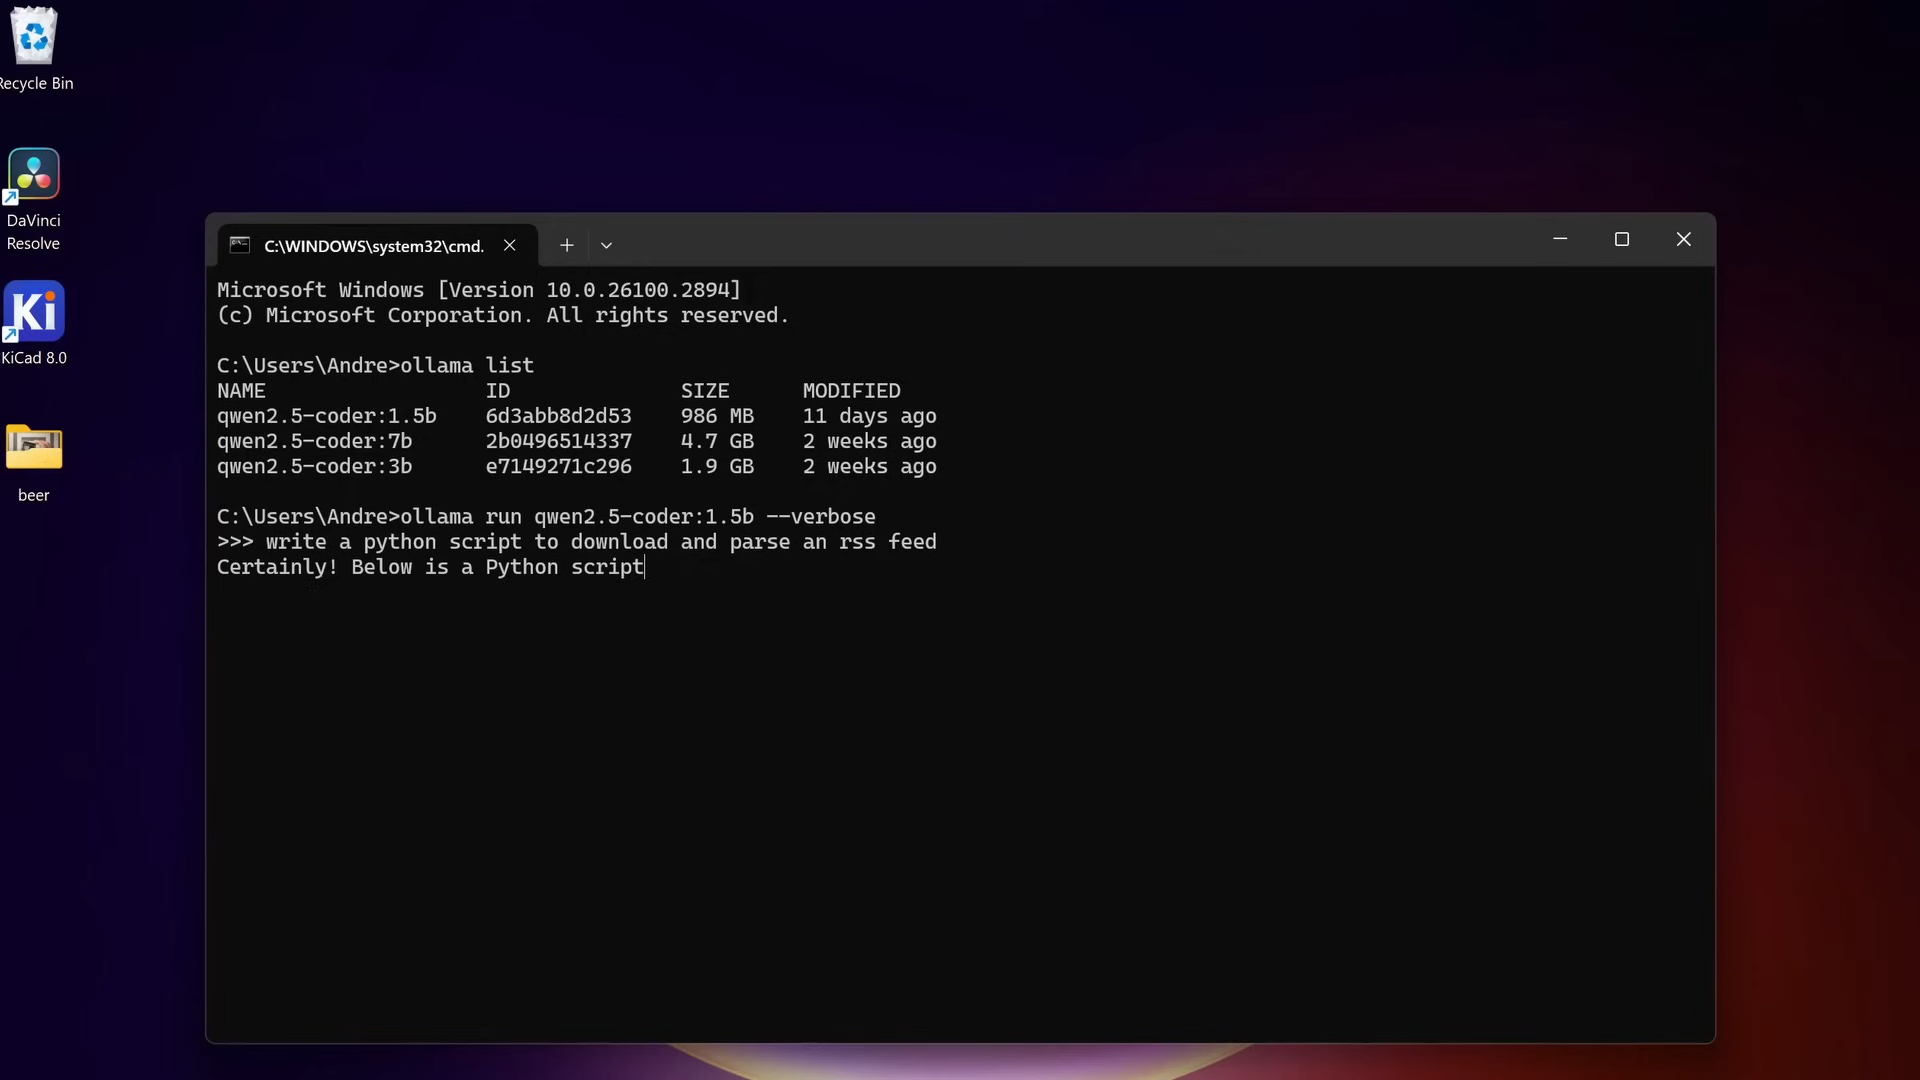 Recycle Bin
DaVinci
Resolve
Ki
KiCad 8.0
beer
C:\WINDOWS\system32\cmd.
Microsoft Windows [Version 10.0.26100.2894]
(c) Microsoft Corporation. All rights reserved.
C:\Users\Andre>ollama list
NAME ID SIZE MODIFIED
qwen2.5-coder:1.5b 6d3abb8d2d53 986 MB 11 days ago
qwen2.5-coder:7b 2b0496514337 4.7 GB 2 weeks ago
qwen2.5-coder:3b e7149271c296 1.9 GB 2 weeks ago
C:\Users\Andre>ollama run qwen2.5-coder:1.5b --verbose
>>> write a python script to download and parse an rss feed
Certainly! Below is a Python script